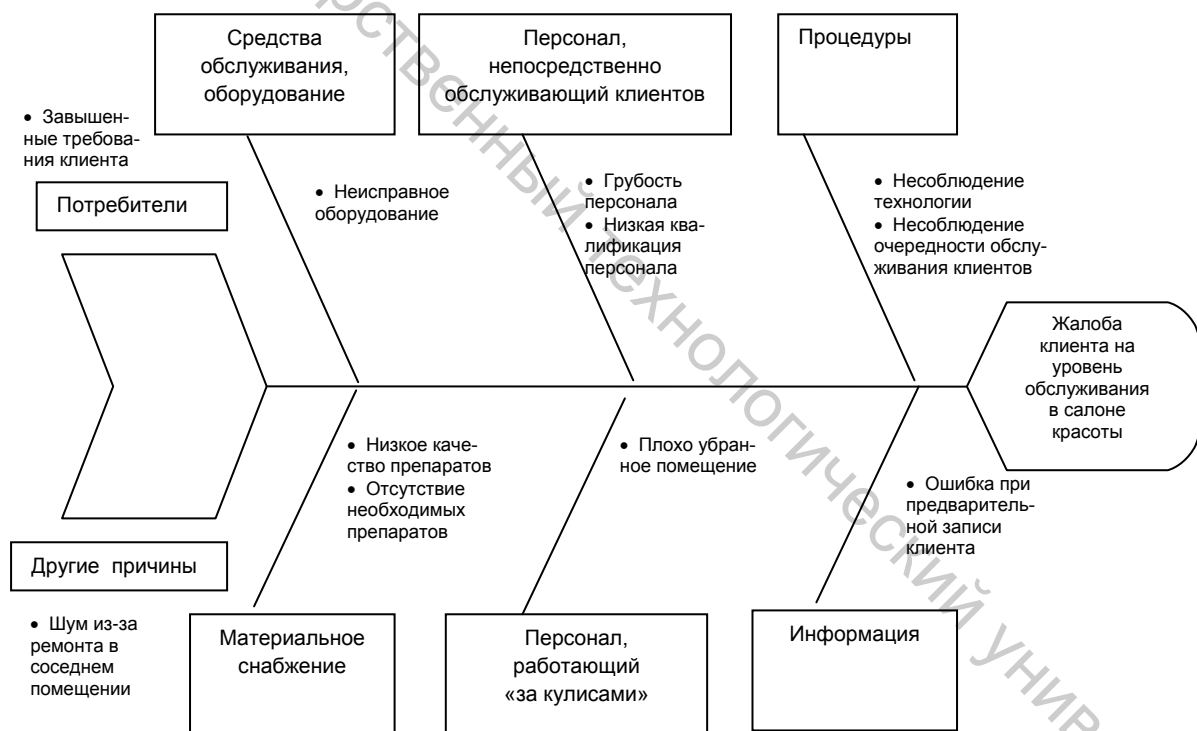 Средства
обслуживания,
оборудование
Персонал,
непосредственно
обслуживающий клиентов
Процедуры
• Завышен-
ные требова-
ния клиента
Потребители
• Неисправное
оборудование
• Грубость
персонала
• Низкая ква-
лификация
персонала
• Несоблюдение
технологии
• Несоблюдение
очередности обслу-
живания клиентов
Жалоба
клиента на
уровень
обслуживания
в салоне
красоты
• Низкое каче-
ство препаратов
• Отсутствие
необходимых
препаратов
• Плохо убран-
ное помещение
• Ошибка при
предваритель-
ной записи
клиента
Другие причины
• Шум из-за
ремонта в
соседнем
помещении
Материальное
снабжение
Персонал,
работающий
«за кулисами»
Информация
рственный технологический универ